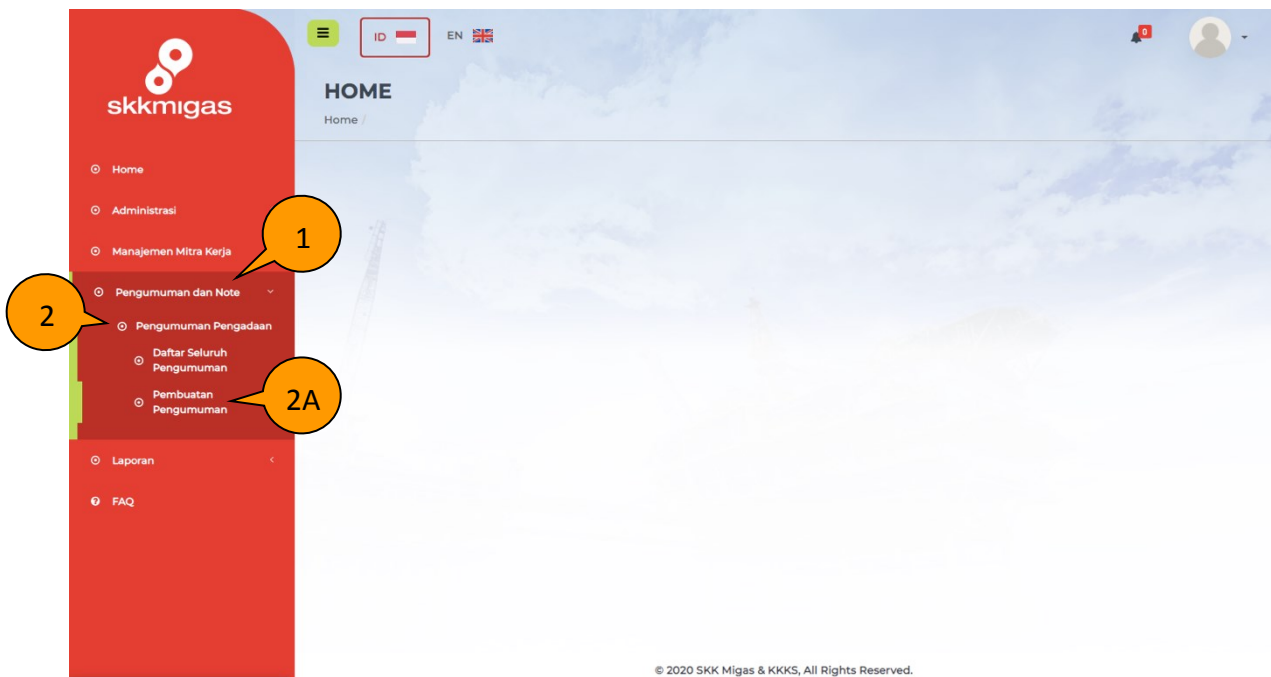 skkmigas
ID
EN
0
HOME
Home /
Home
Administrasi
Manajemen Mitra Kerja
1
Pengumuman dan Note
2
Pengumuman Pengadaan
Daftar Seluruh
Pengumuman
Pembuatan
Pengumuman
2A
Laporan
FAQ
© 2020 SKK Migas & KKKS, All Rights Reserved.